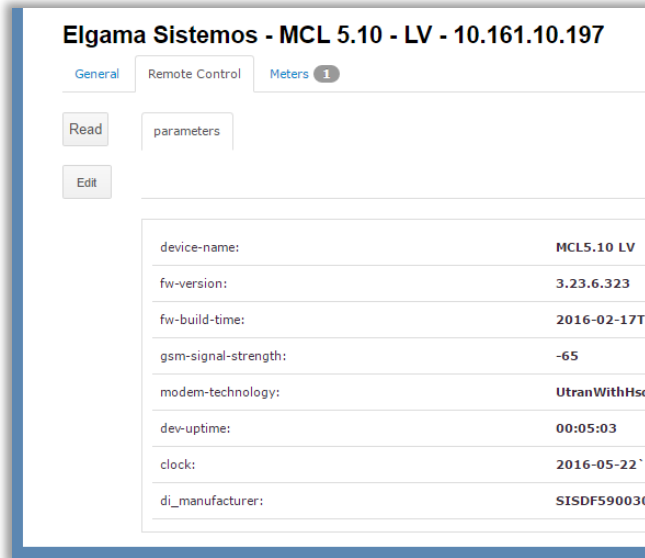 Elgama Sistemos - MCL 5.10 - LV - 10.161.10.197
General Remote Control Meters 1
Read parameters
Edit
device-name: MCL5.10 LV
fw-version: 3.23.6.323
fw-build-time: 2016-02-17T
gsm-signal-strength: -65
modem-technology:
dev-uptime: 00:05:03
clock: 2016-05-22`
di_manufacturer: SISDF590030